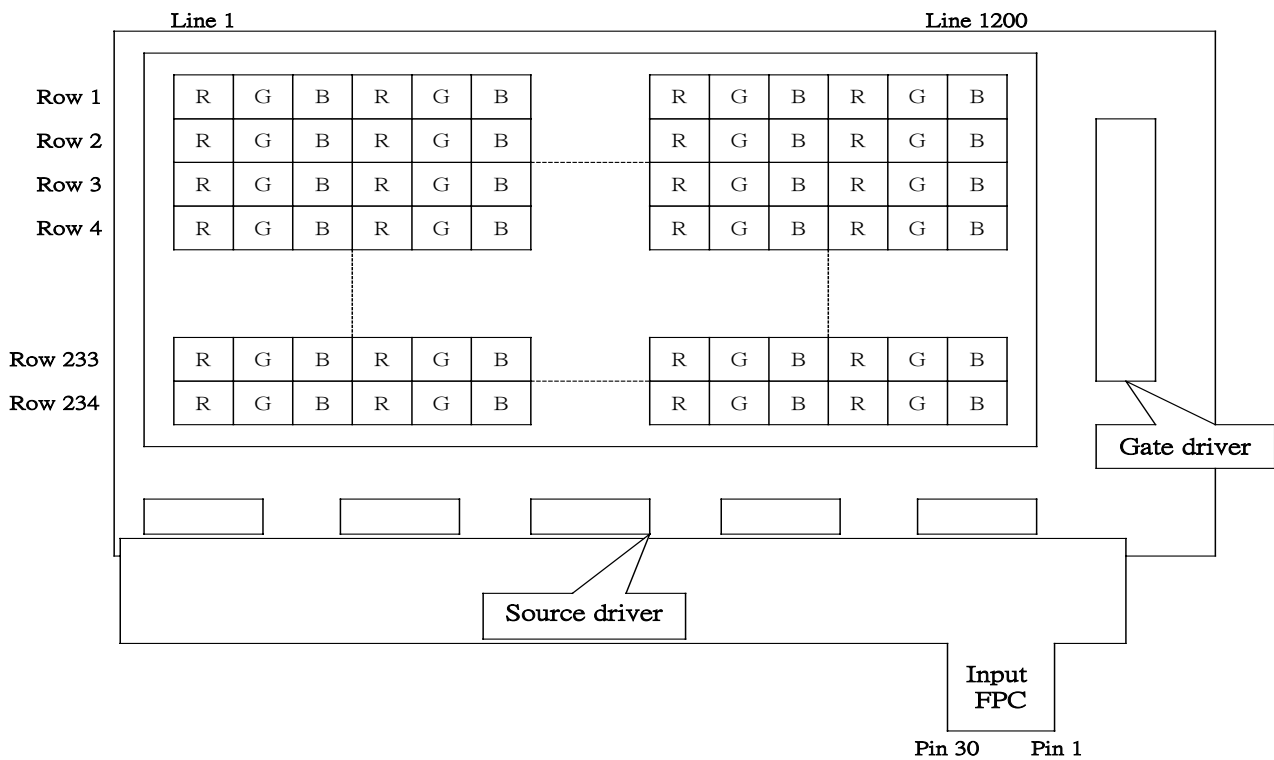 Line 1 Line 1200
Row 1 R G B R G B R G B R G B
Row 2 R G B R G B R G B R G B
Row 3 R G B R G B R G B R G B
Row 4 R G B R G B R G B R G B
Row 233 R G B R G B R G B R G B
Row 234 R G B R G B R G B R G B
Gate driver
Source driver
Input
FPC
Pin 30 Pin 1